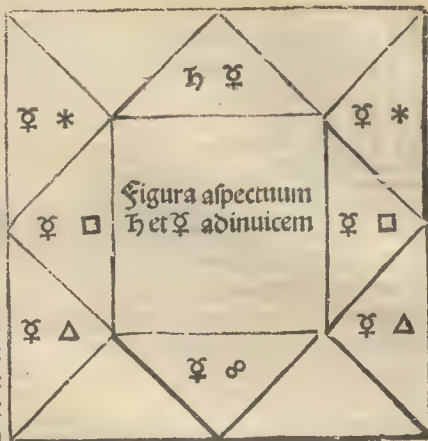 ♄ ☿
☿ ⚹ ☿ ⚹
Figura aſpectuum
♄ et ☿ adinuicem
☿ □ ☿ □
☿ △ ☿ △
☿ ☍